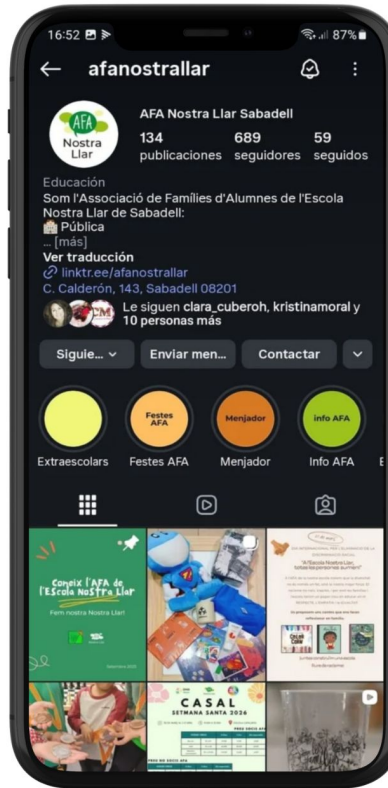 16:52
87%
afanostrallar
AFA
Nostra
Llar
AFA Nostra Llar Sabadell
134 689 59
publicaciones seguidores seguidos
Educación
Som l'Associació de Famílies d'Alumnes de l'Escola
Nostra Llar de Sabadell:
Pública
... [más]
Ver traducción
linktr.ee/afanostrallar
C. Calderón, 143, Sabadell 08201
Le siguen clara_cuberoh, kristinamoral y
10 personas más
Siguie... Enviar men... Contactar
Festes
AFA
Menjador
info AFA
Extraescolars Festes AFA Menjador Info AFA E
Coneix l'AFA de
l'Escola Nostra Llar
Fem nostra Nostra Llar!
"A l'Escola Nostra Llar,
totes les persones sumem"
CASAL
SETMANA SANTA 2026